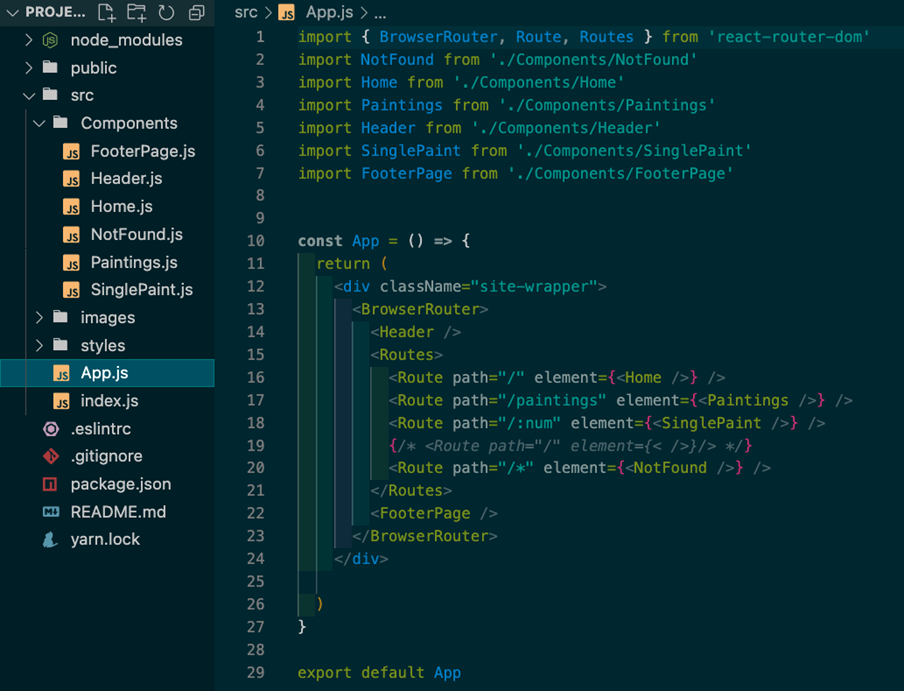 PROJE...
node_modules
public
src
Components
FooterPage.js
Header.js
Home.js
NotFound.js
Paintings.js
SinglePaint.js
images
styles
App.js
index.js
.eslintrc
.gitignore
package.json
README.md
yarn.lock
src > JS App.js > ...
1 import { BrowserRouter, Route, Routes } from 'react-router-dom'
2 import NotFound from './Components/NotFound'
3 import Home from './Components/Home'
4 import Paintings from './Components/Paintings'
5 import Header from './Components/Header'
6 import SinglePaint from './Components/SinglePaint'
7 import FooterPage from './Components/FooterPage'
8
9
10 const App = () => {
11   return (
12     <div className="site-wrapper">
13       <BrowserRouter>
14         <Header />
15         <Routes>
16           <Route path="/" element={<Home />} />
17           <Route path="/paintings" element={<Paintings />} />
18           <Route path="/:num" element={<SinglePaint />} />
19           {/* <Route path="/" element={< />}/> */}
20           <Route path="/*" element={<NotFound />} />
21         </Routes>
22         <FooterPage />
23       </BrowserRouter>
24     </div>
25
26   )
27 }
28
29 export default App